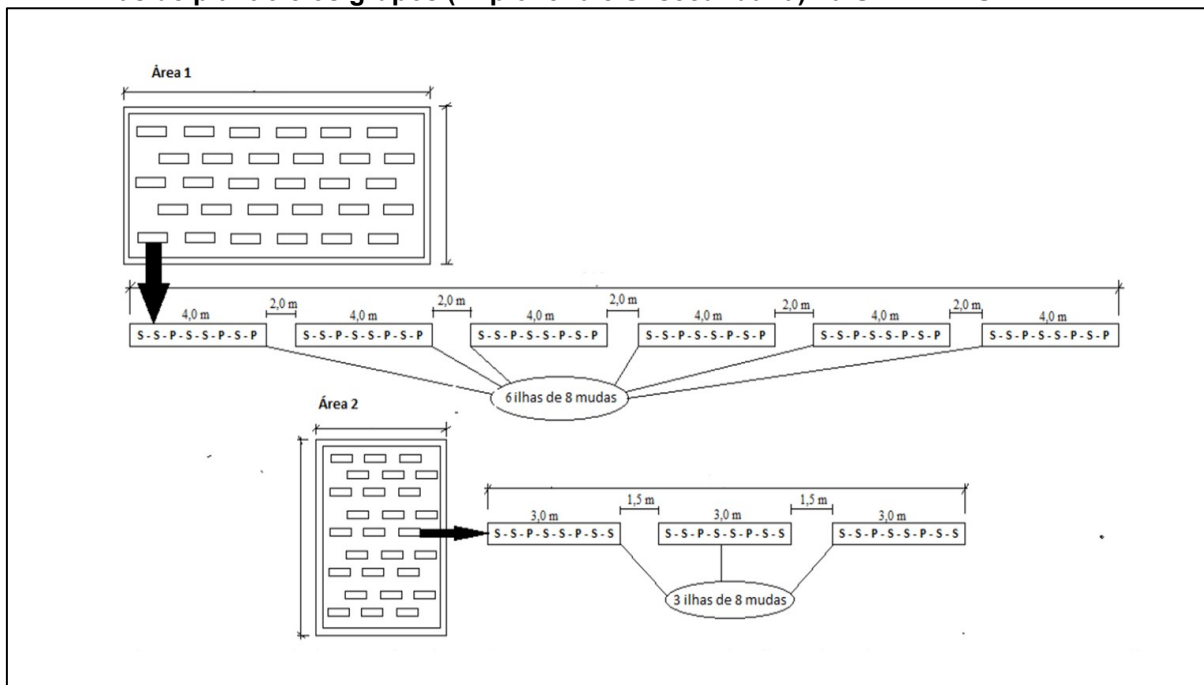 Área 1
2,0 m 2,0 m 2,0 m 2,0 m 2,0 m
4,0 m 4,0 m 4,0 m 4,0 m 4,0 m 4,0 m
S - S - P - S - S - P - S - P S - S - P - S - S - P - S - P S - S - P - S - S - P - S - P S - S - P - S - S - P - S - P S - S - P - S - S - P - S - P S - S - P - S - S - P - S - P
6 ilhas de 8 mudas
Área 2
1,5 m 1,5 m
3,0 m 3,0 m 3,0 m
S - S - P - S - S - P - S - S S - S - P - S - S - P - S - S S - S - P - S - S - P - S - S
3 ilhas de 8 mudas